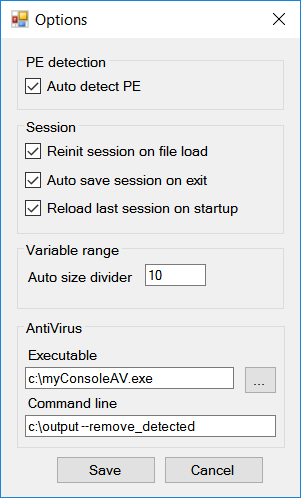 Options
PE detection
Auto detect PE
Session
Reinit session on file load
Auto save session on exit
Reload last session on startup
Variable range
Auto size divider 10
AntiVirus
Executable
c:\myConsoleAV.exe ...
Command line
c:\output --remove_detected
Save Cancel